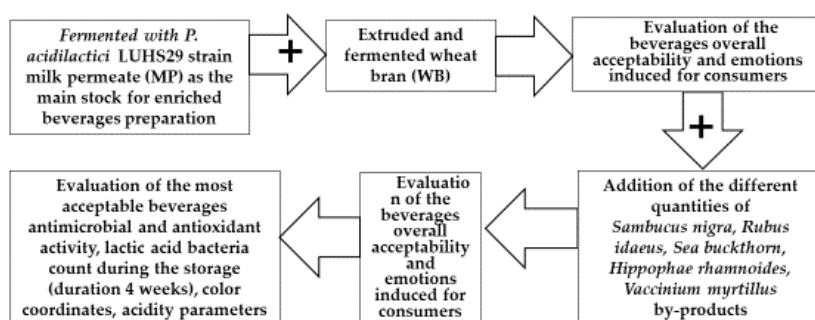 Fermented with P.
acidilactici LUHS29 strain
milk permeate (MP) as the
main stock for enriched
beverages preparation
+
Extruded and
fermented wheat
bran (WB)
Evaluation of the
beverages overall
acceptability and emotions
induced for consumers
+
Addition of the different
quantities of
Sambucus nigra, Rubus
idaeus, Sea buckthorn,
Hippophae rhamnoides,
Vaccinium myrtillus
by-products
Evaluatio
n of the
beverages
overall
acceptability
and
emotions
induced for
consumers
Evaluation of the most
acceptable beverages
antimicrobial and antioxidant
activity, lactic acid bacteria
count during the storage
(duration 4 weeks), color
coordinates, acidity parameters